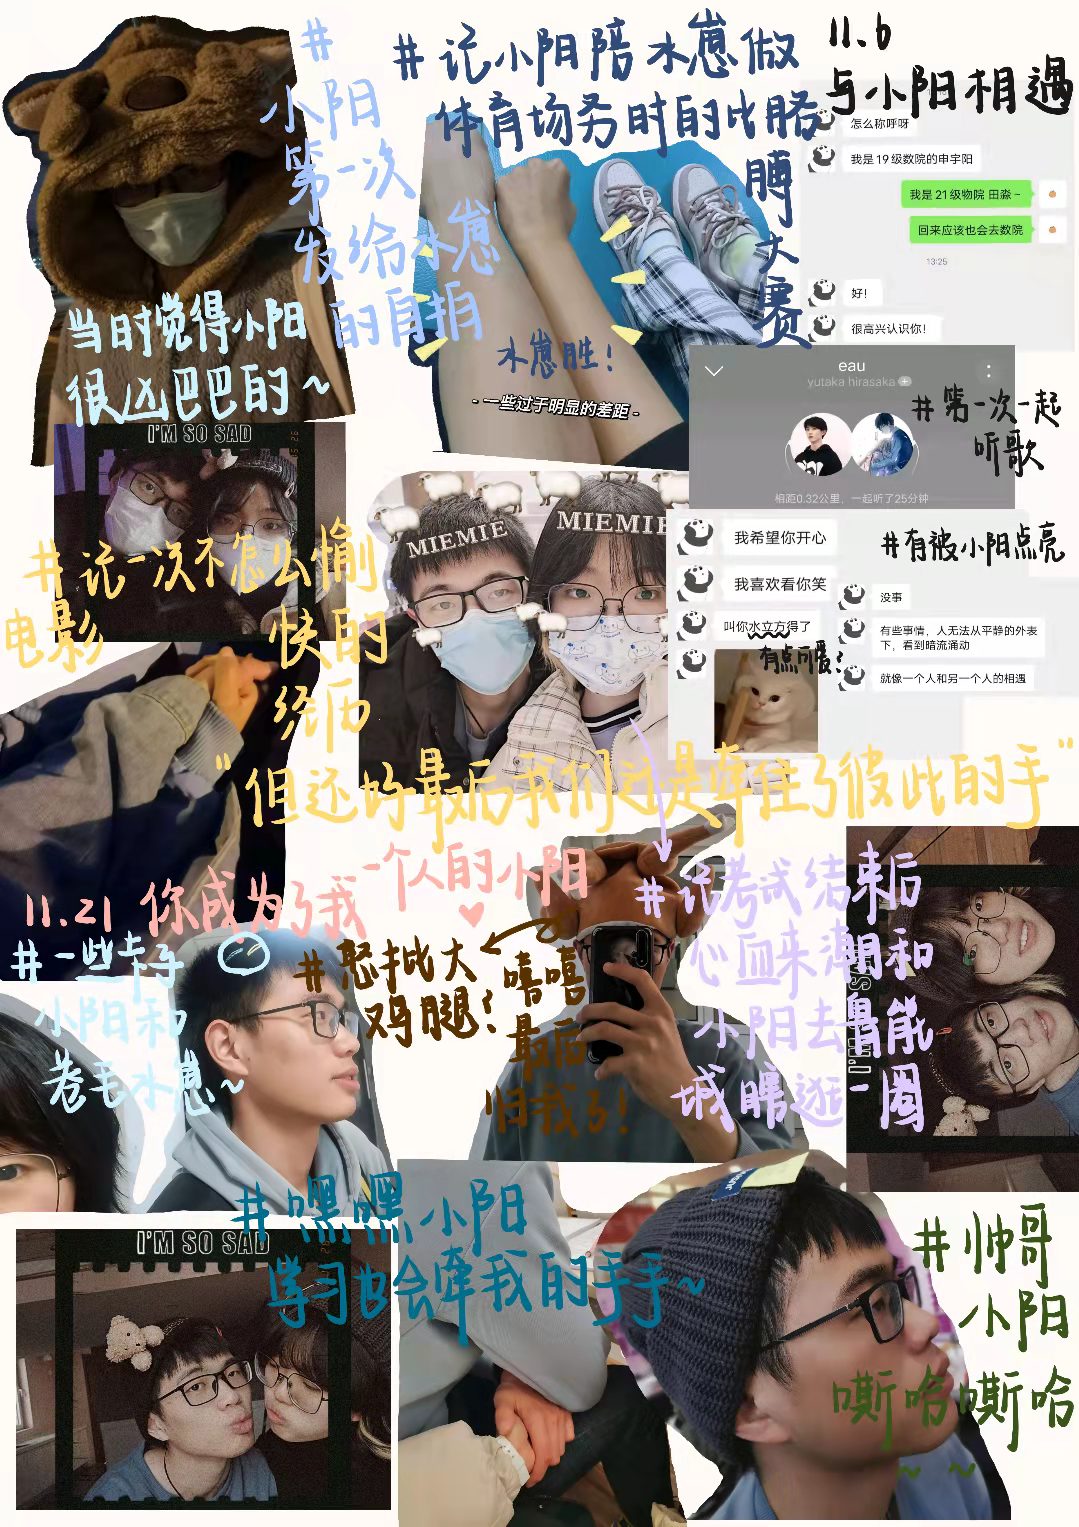 #
小阳
第一次
发给水崽
的自拍
当时觉得小阳
很凶巴巴的~
#记小阳陪水崽做
体育场务时的比胳
膊
大
赛
水崽胜!
- 一些过于明显的差距 -
11.6
与小阳相遇
怎么称呼呀
我是19级数院的申宇阳
我是21级物院 田淼~
回来应该也会去数院
13:25
好!
很高兴认识你!
eau
yutaka hirasaka
相距0.32公里,一起听了25分钟
#第一次一起
听歌
I'M SO SAD
#记一次不怎么愉
快的
电影
经历
MIEMIE
MIEMIE
我希望你开心
我喜欢看你笑
叫你水立方得了
有点可爱?
#有被小阳点亮
没事
有些事情,人无法从平静的外表
下,看到暗流涌动
就像一个人和另一个人的相遇
"但还好最后我们还是牵住了彼此的手"
11.21 你成为了我一个人的小阳
#一些卡子
小阳和
卷毛水崽~
#怒排大
鸡腿?
嘻嘻
最后
归我了!
#记考试结束后
心血来潮和
小阳去
城瞎逛一圈
#嘿嘿小阳
学习也会牵我的手手~
I'M SO SAD
#帅哥
小阳
嘶哈嘶哈
~ ~